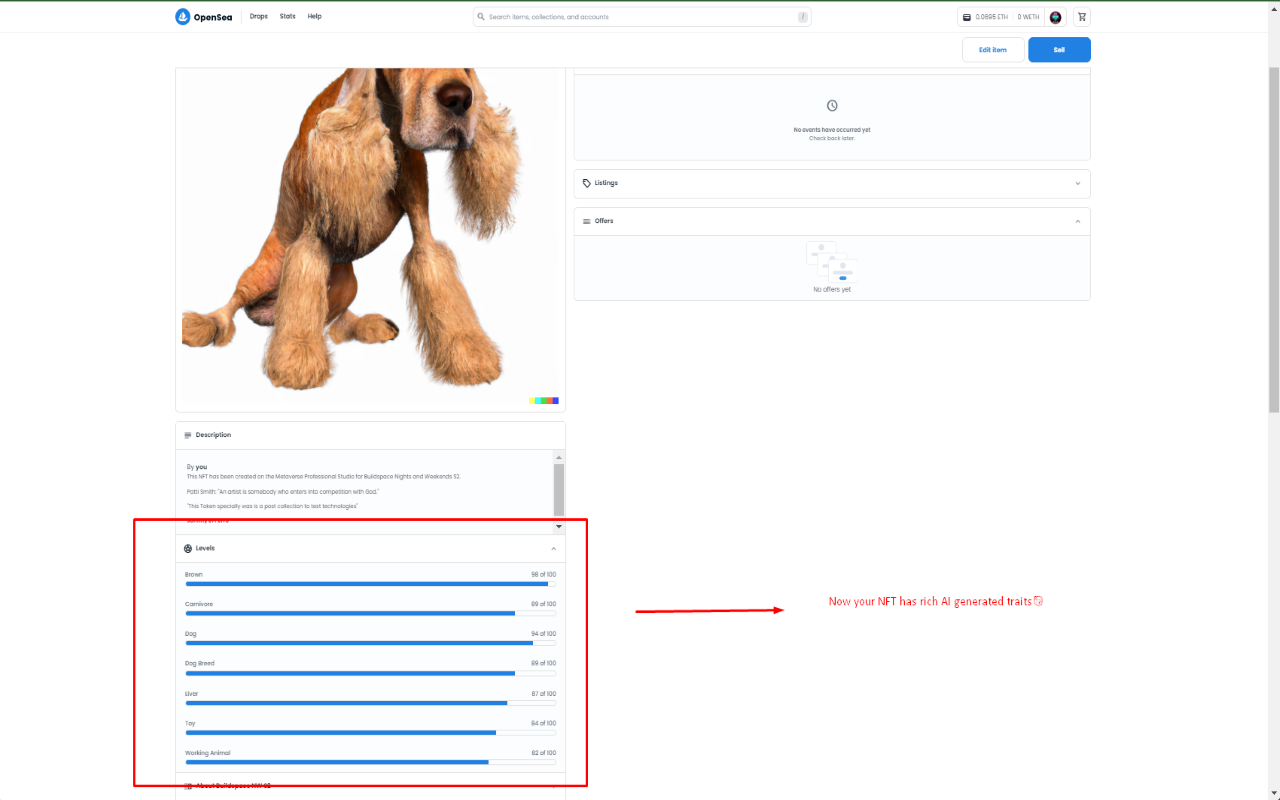 OpenSea
Drops
Stats
Help
Search items, collections, and accounts
/
0.0895 ETH
0 WETH
Edit item
Sell
No events have occurred yet
Check back later.
Listings
Offers
No offers yet
Description
By you
This NFT has been created on the Metaverse Professional Studio for Buildspace Nights and Weekends S2.
Patti Smith: "An artist is somebody who enters into competition with God."
"This Token specially was is a post collection to test technologies"
Levels
Brown
98 of 100
Carnivore
89 of 100
Dog
94 of 100
Dog Breed
89 of 100
Liver
87 of 100
Toy
84 of 100
Working Animal
82 of 100
About Buildspace NW S2
Now your NFT has rich AI generated traits